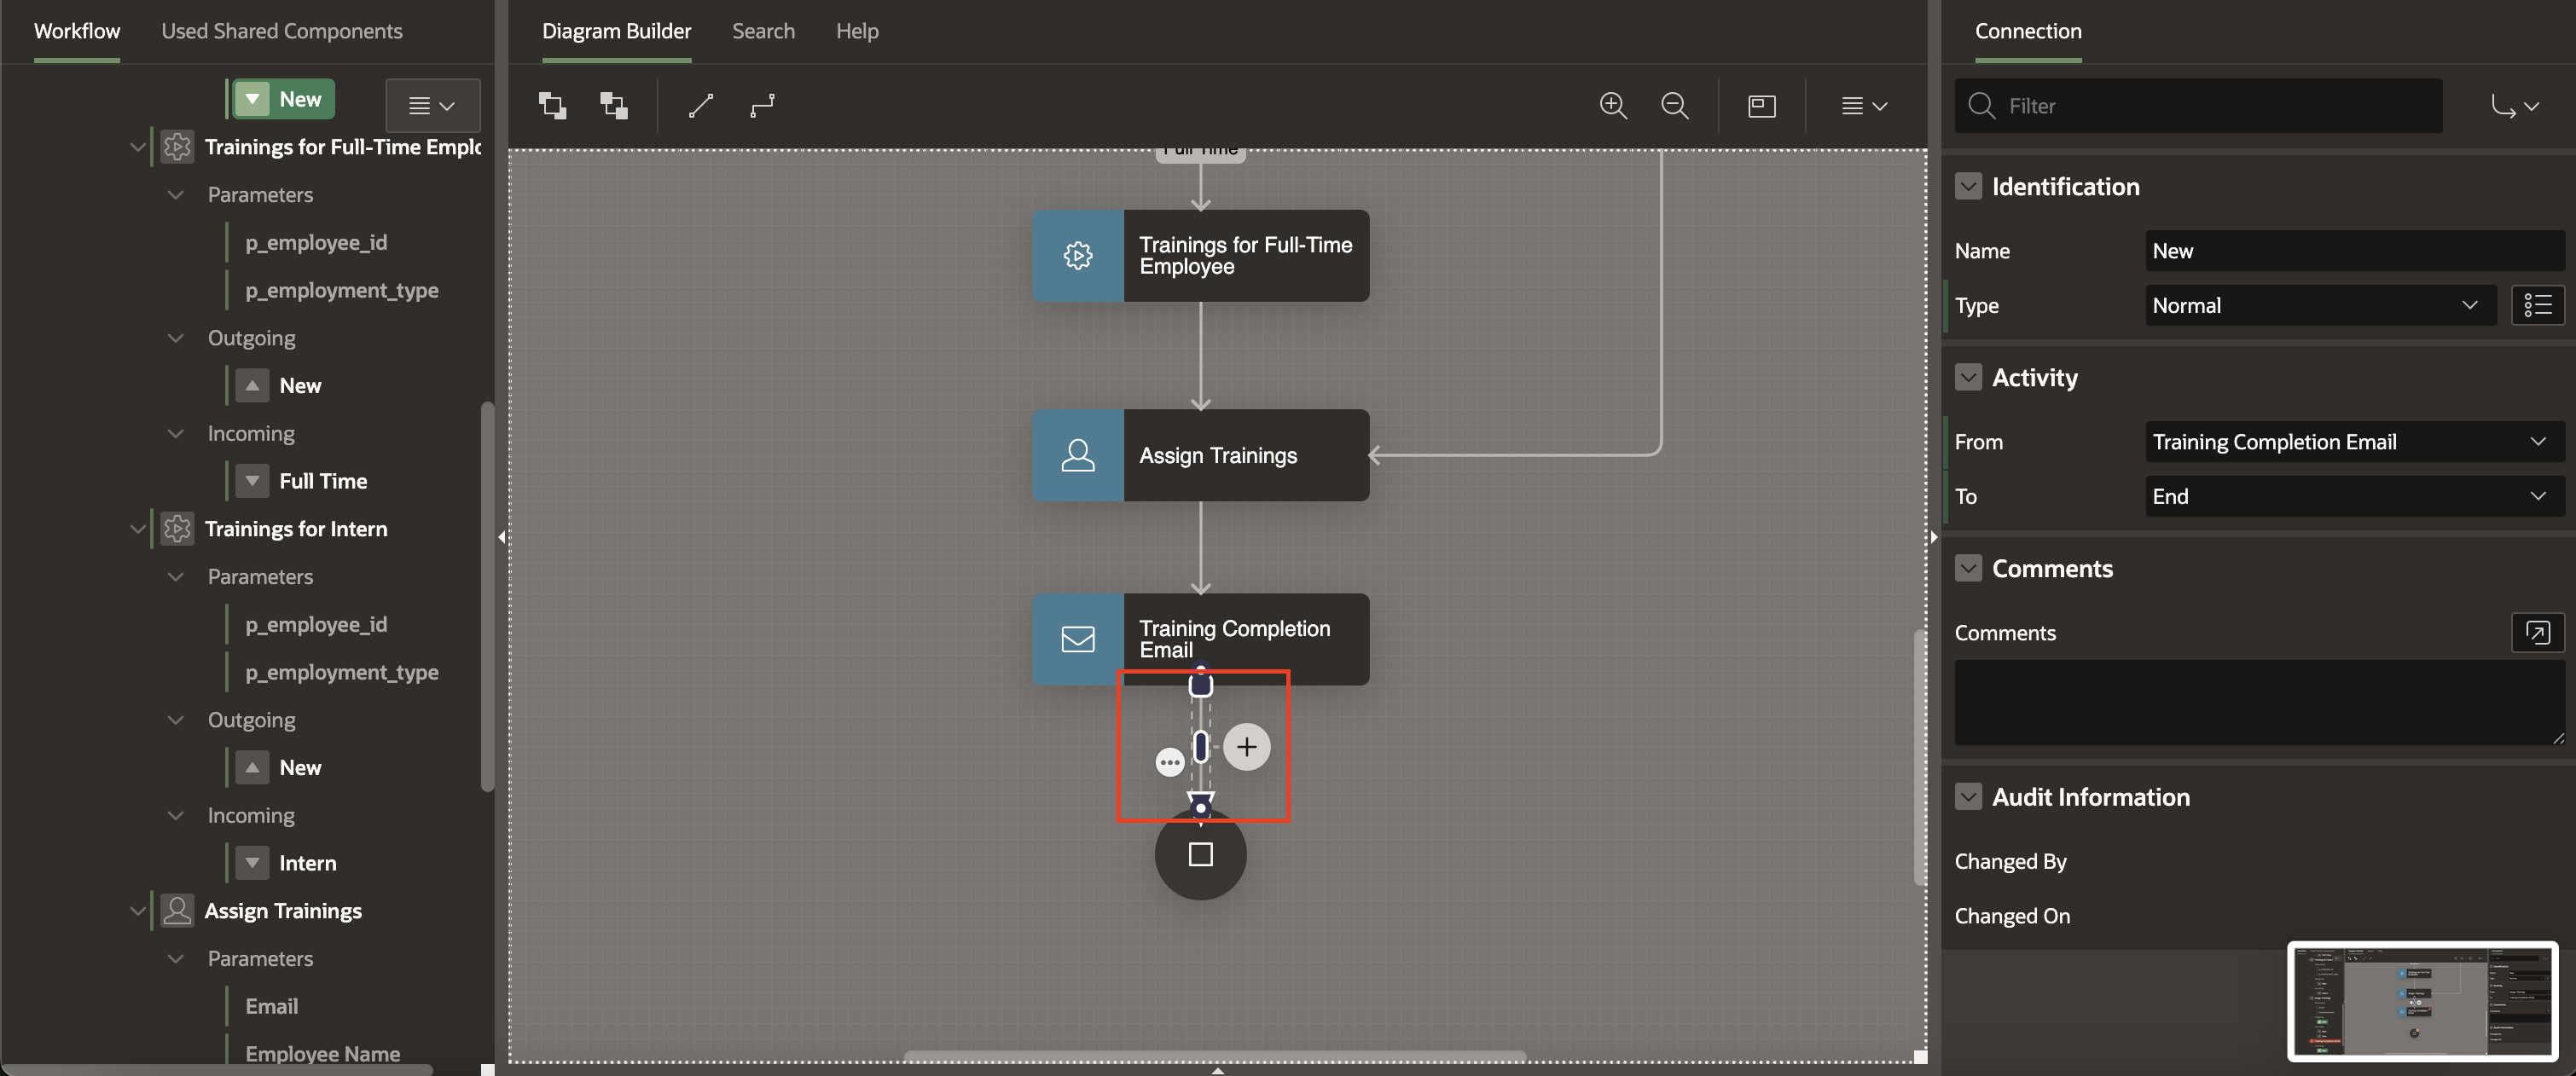 Workflow
Used Shared Components
New
Trainings for Full-Time Emplo
Parameters
p_employee_id
p_employment_type
Outgoing
New
Incoming
Full Time
Trainings for Intern
Parameters
p_employee_id
p_employment_type
Outgoing
New
Incoming
Intern
Assign Trainings
Parameters
Email
Employee Name
Diagram Builder
Search
Help
Full Time
Trainings for Full-Time
Employee
Assign Trainings
Training Completion
Email
Connection
Filter
Identification
Name
New
Type
Normal
Activity
From
Training Completion Email
To
End
Comments
Comments
Audit Information
Changed By
Changed On